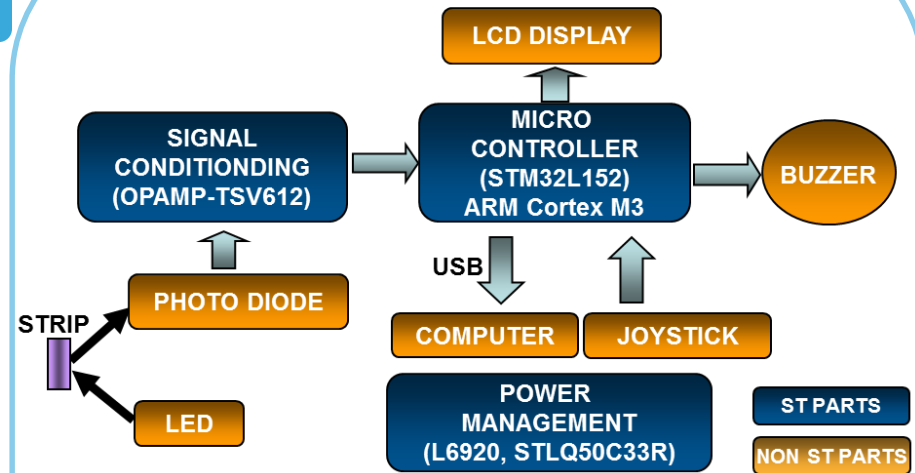 LCD DISPLAY
SIGNAL
CONDITIONDING
(OPAMP-TSV612)
MICRO
CONTROLLER
(STM32L152)
ARM Cortex M3
BUZZER
USB
PHOTO DIODE
STRIP
COMPUTER
JOYSTICK
LED
POWER
MANAGEMENT
(L6920, STLQ50C33R)
ST PARTS
NON ST PARTS